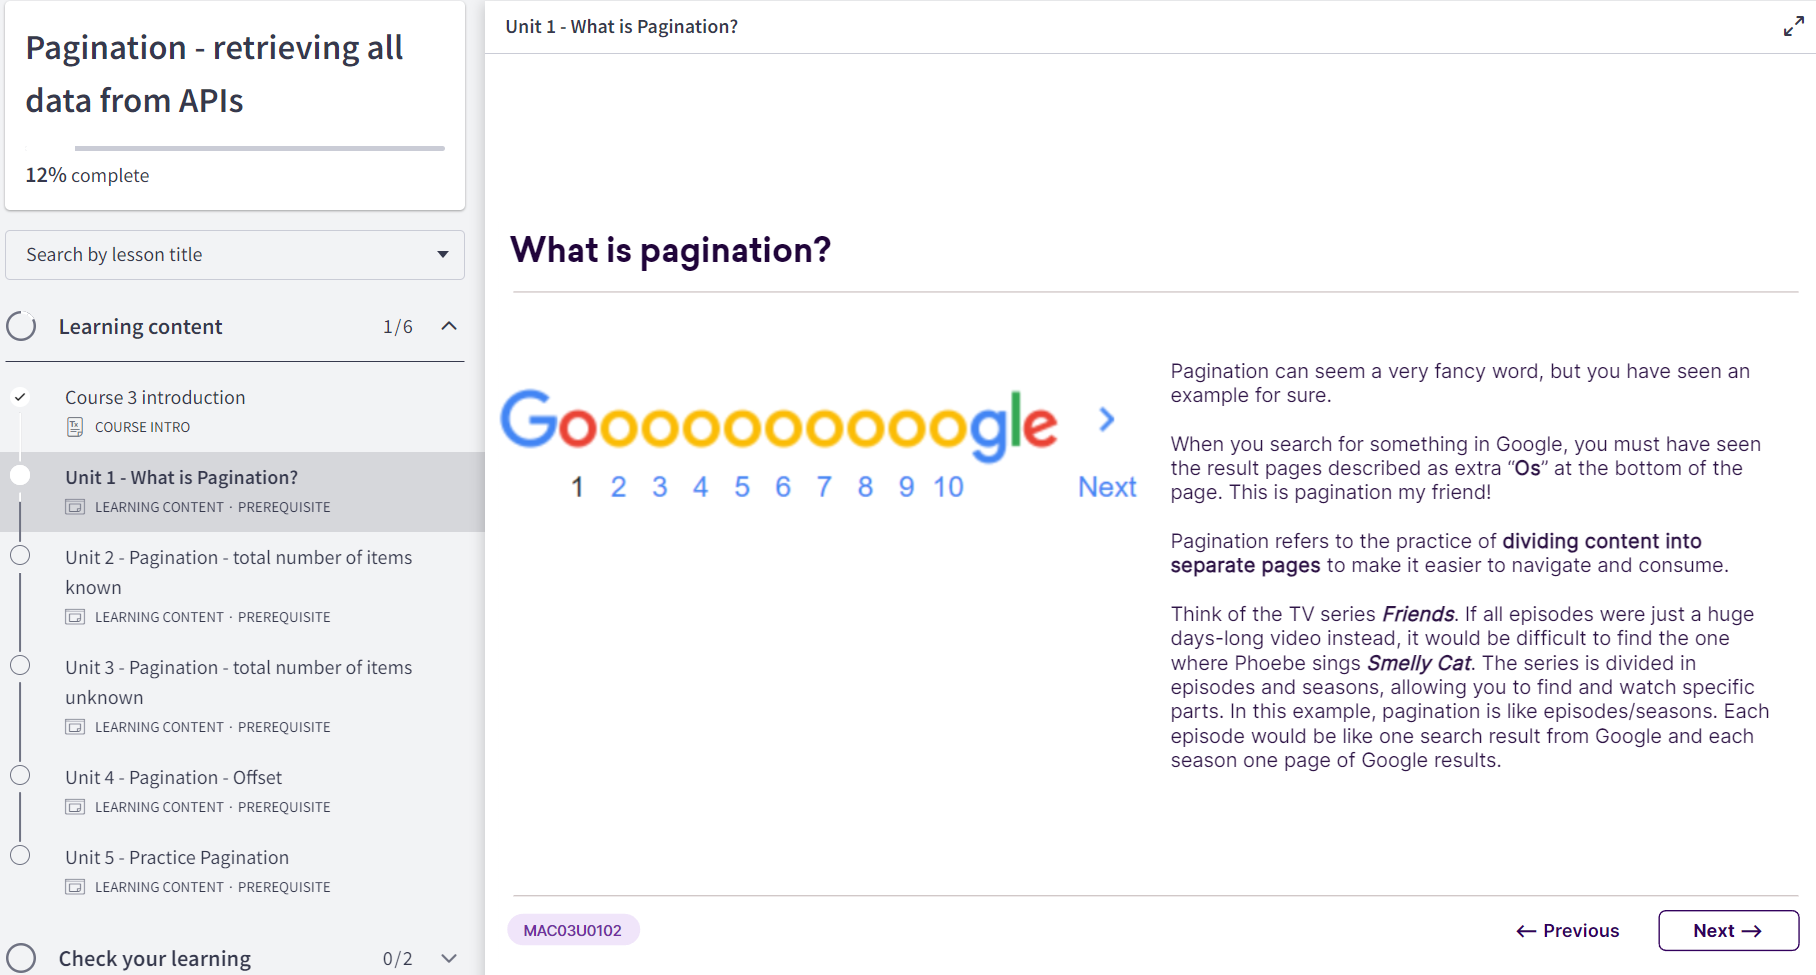 Pagination - retrieving all
data from APIs
12% complete
Search by lesson title
Learning content 1/6
Course 3 introduction
COURSE INTRO
Unit 1 - What is Pagination?
LEARNING CONTENT · PREREQUISITE
Unit 2 - Pagination - total number of items
known
LEARNING CONTENT · PREREQUISITE
Unit 3 - Pagination - total number of items
unknown
LEARNING CONTENT · PREREQUISITE
Unit 4 - Pagination - Offset
LEARNING CONTENT · PREREQUISITE
Unit 5 - Practice Pagination
LEARNING CONTENT · PREREQUISITE
Check your learning 0/2
Unit 1 - What is Pagination?
What is pagination?
Goooooooooogle
1 2 3 4 5 6 7 8 9 10 Next
Pagination can seem a very fancy word, but you have seen an
example for sure.
When you search for something in Google, you must have seen
the result pages described as extra “Os” at the bottom of the
page. This is pagination my friend!
Pagination refers to the practice of dividing content into
separate pages to make it easier to navigate and consume.
Think of the TV series Friends. If all episodes were just a huge
days-long video instead, it would be difficult to find the one
where Phoebe sings Smelly Cat. The series is divided in
episodes and seasons, allowing you to find and watch specific
parts. In this example, pagination is like episodes/seasons. Each
episode would be like one search result from Google and each
season one page of Google results.
MAC03U0102
← Previous
Next →